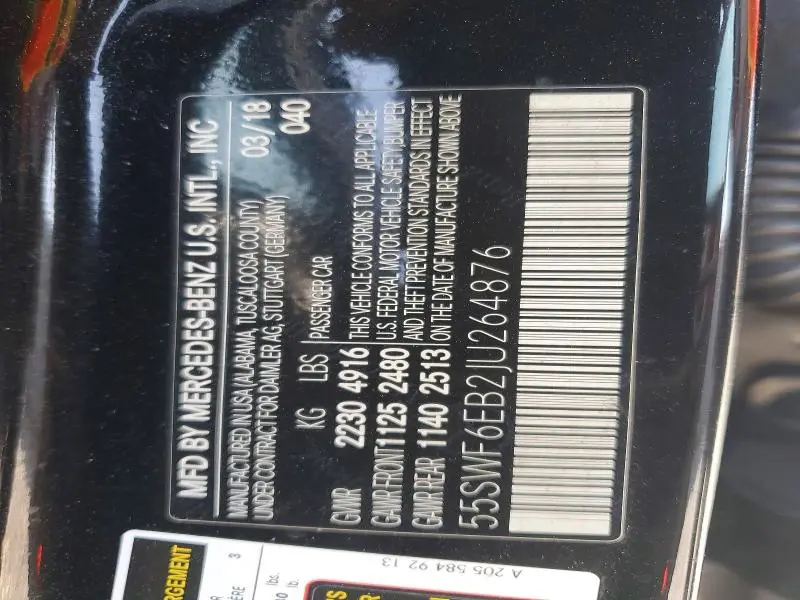 MFD BY MERCEDES-BENZ U.S. INTL., INC
MANUFACTURED IN USA (ALABAMA, TUSCALOOSA COUNTY) 03/18
UNDER CONTRACT FOR DAIMLER AG, STUTTGART (GERMANY) 040
KG LBS PASSENGER CAR
GVWR 2230 4916 THIS VEHICLE CONFORMS TO ALL APPLICABLE
GAWR FRONT 1125 2480 U.S. FEDERAL MOTOR VEHICLE SAFETY, BUMPER
GAWR REAR 1140 2513 AND THEFT PREVENTION STANDARDS IN EFFECT
ON THE DATE OF MANUFACTURE SHOWN ABOVE
55SWF6EB2JU264876
A 205 584 92 13
3
lbs.
lb.